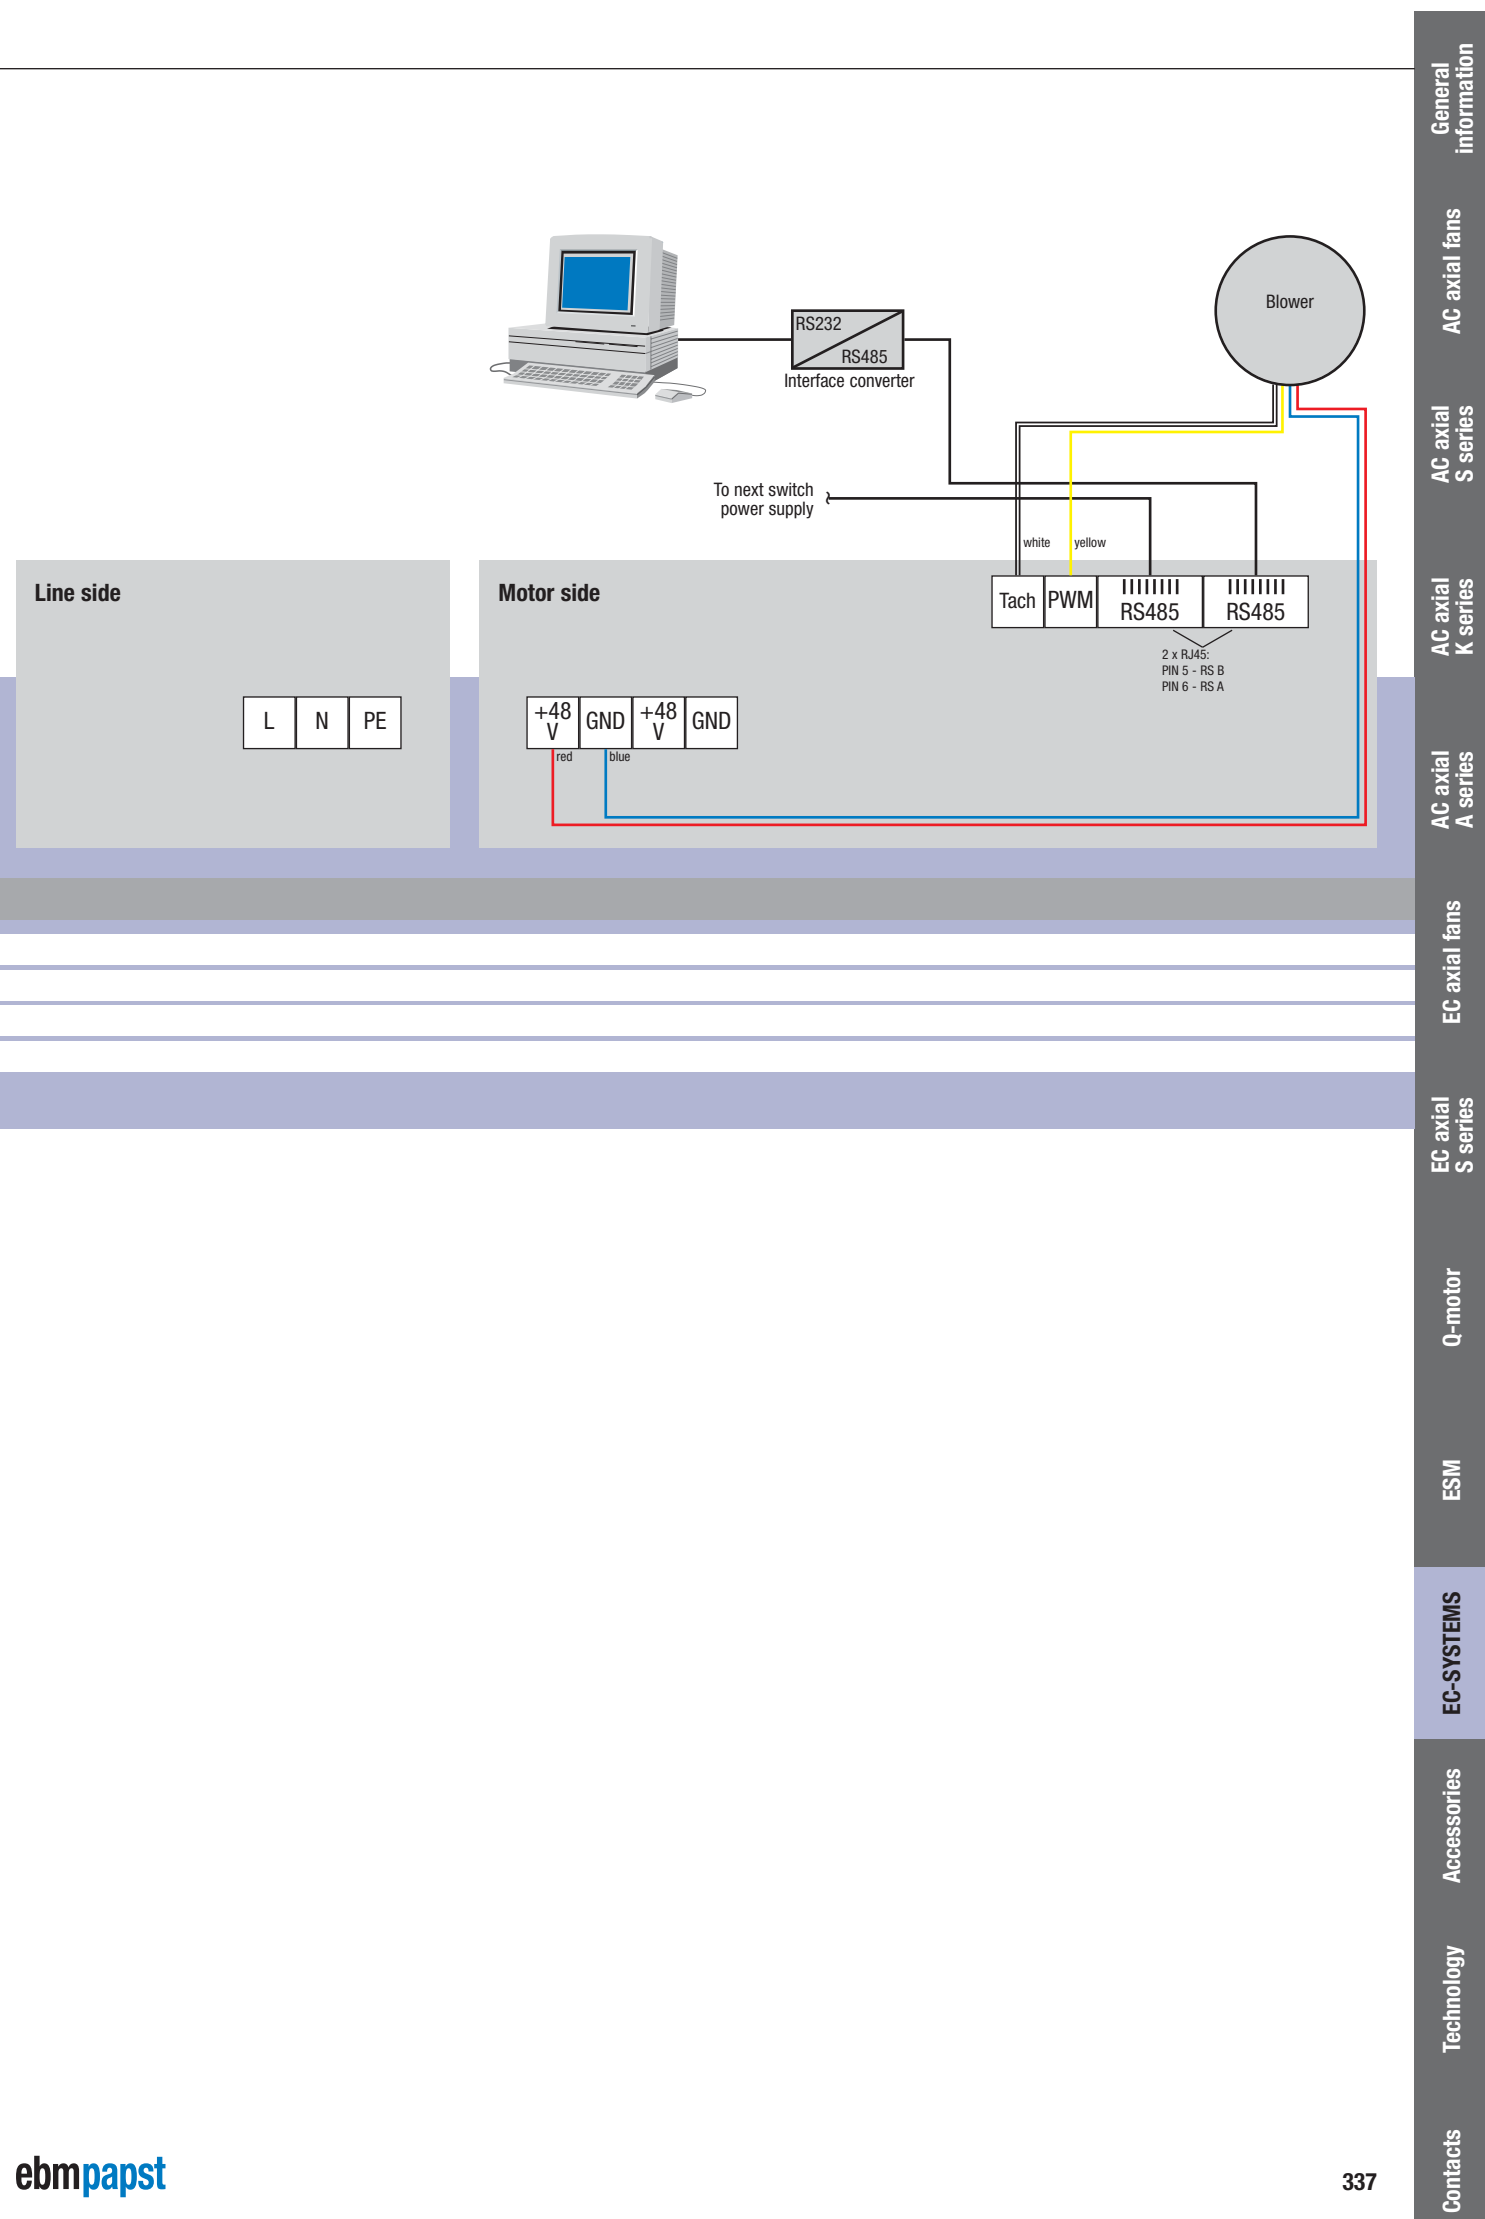 Blower
RS232
RS485
Interface converter
To next switch
power supply
white
yellow
Line side
Motor side
Tach
PWM
RS485
RS485
2 x RJ45:
PIN 5 - RS B
PIN 6 - RS A
L
N
PE
+48
V
GND
+48
V
GND
red
blue
General
information
AC axial fans
AC axial
S series
AC axial
K series
AC axial
A series
EC axial fans
EC axial
S series
Q-motor
ESM
EC-SYSTEMS
Accessories
Technology
Contacts
ebmpapst
337